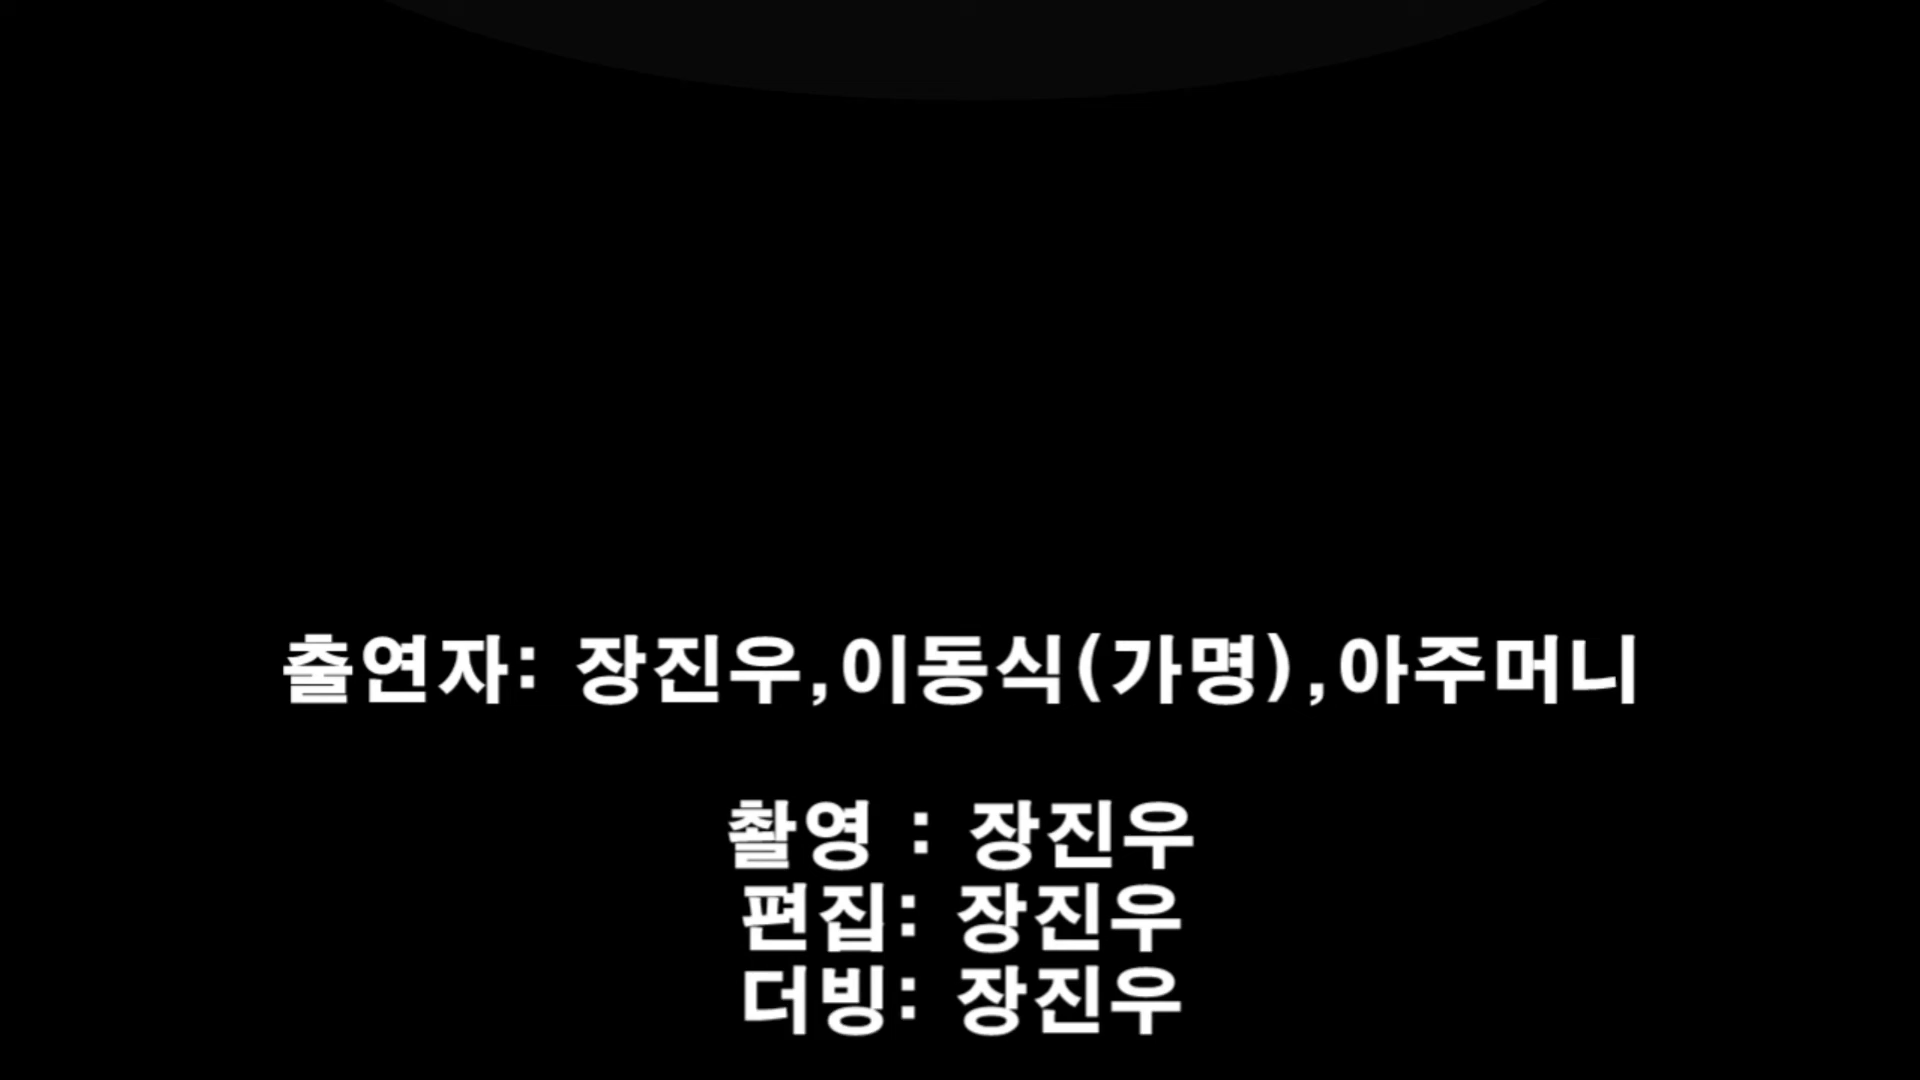 출연자: 장진우,이동식(가명),아주머니
촬영 : 장진우
편집: 장진우
더빙: 장진우